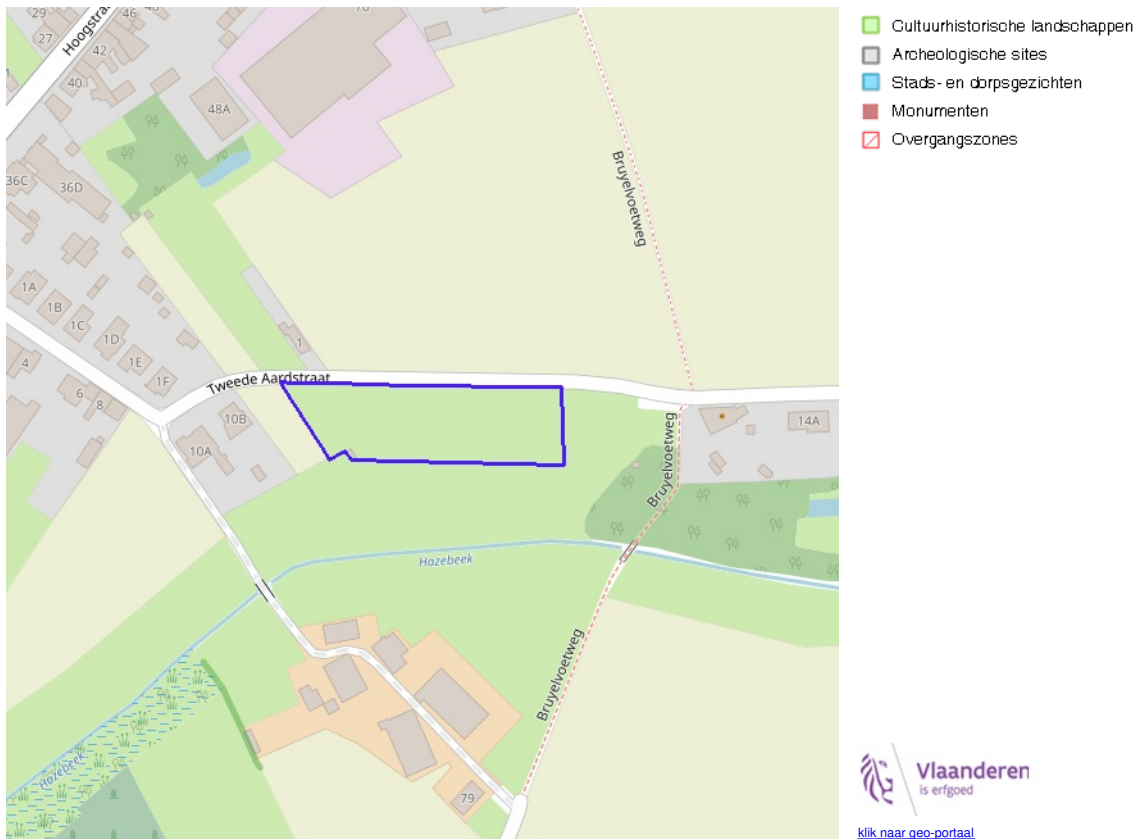 29
27
46
Hoogstra
42
40
48A
36C
36D
Bruyelvoetweg
1A
1B
1C
1D
1E
1F
4
6
8
1
Tweede Aardstraat
10B
10A
14A
Bruyelvoetweg
Hazebeek
Bruyelvoetweg
Hazebeek
79
Cultuurhistorische landschappen
Archeologische sites
Stads- en dorpsgezichten
Monumenten
Overgangszones
Vlaanderen
is erfgoed
klik naar geo-portaal